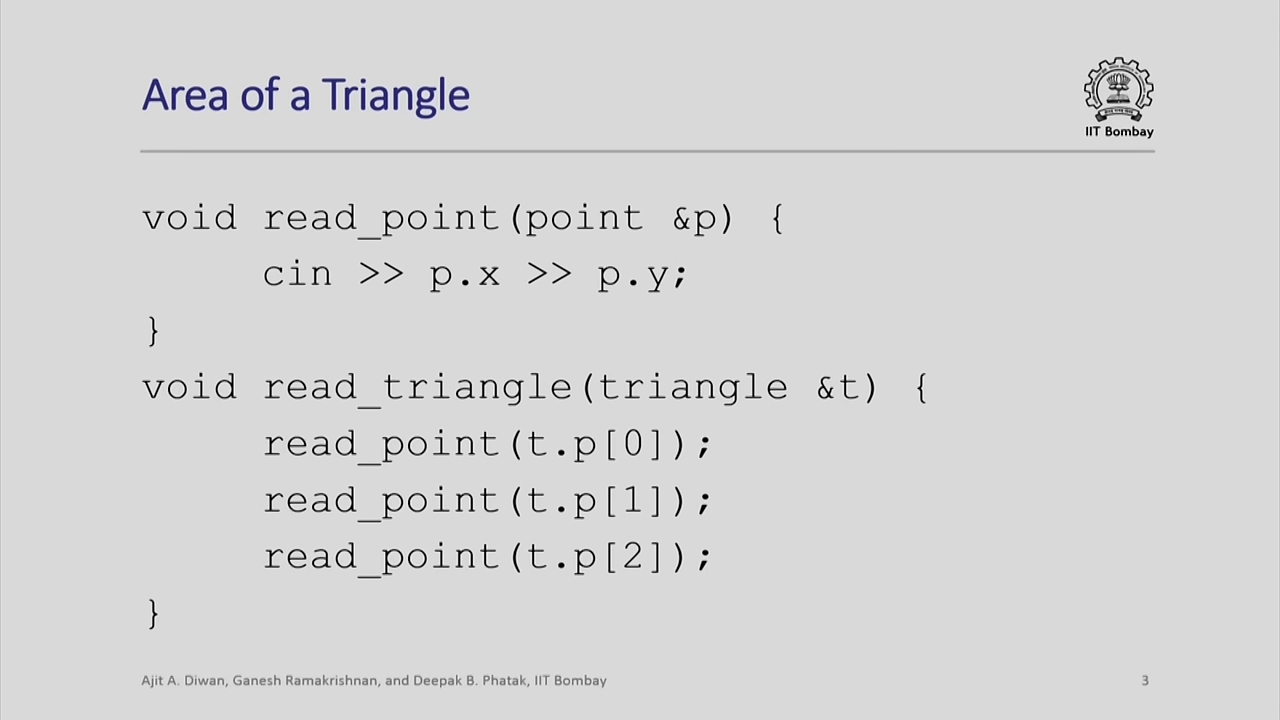 Area of a Triangle
IIT Bombay
void read_point(point &p) {
cin >> p.x >> p.y;
}
void read_triangle(triangle &t) {
read_point(t.p[0]);
read_point(t.p[1]);
read_point(t.p[2]);
}
Ajit A. Diwan, Ganesh Ramakrishnan, and Deepak B. Phatak, IIT Bombay
3